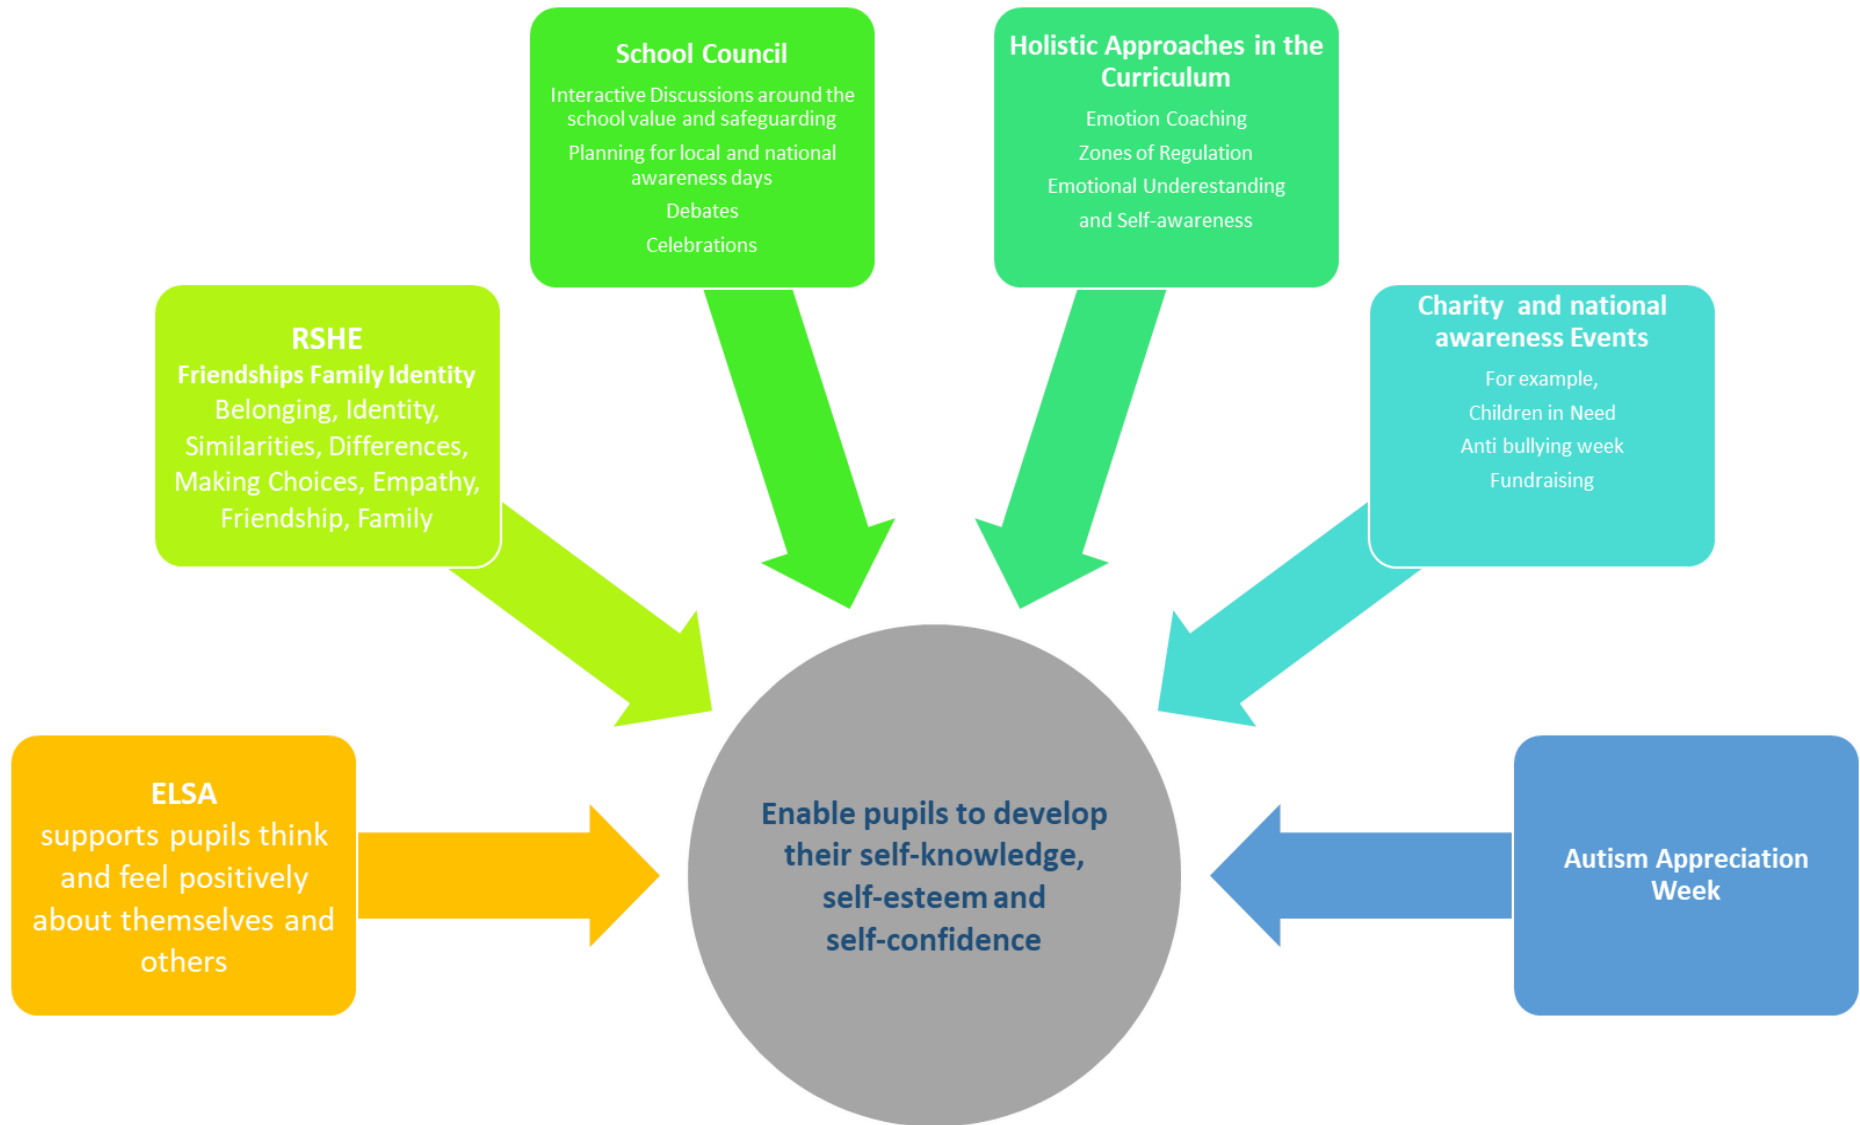 School Council
Interactive Discussions around the
school value and safeguarding
Planning for local and national
awareness days
Debates
Celebrations
Holistic Approaches in the
Curriculum
Emotion Coaching
Zones of Regulation
Emotional Underestanding
and Self-awareness
RSHE
Friendships Family Identity
Belonging, Identity,
Similarities, Differences,
Making Choices, Empathy,
Friendship, Family
Charity and national
awareness Events
For example,
Children in Need
Anti bullying week
Fundraising
ELSA
supports pupils think
and feel positively
about themselves and
others
Enable pupils to develop
their self-knowledge,
self-esteem and
self-confidence
Autism Appreciation
Week